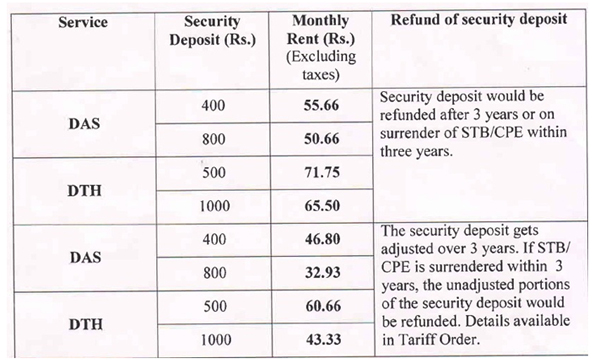 Service Security Deposit (Rs.) Monthly Rent (Rs.) (Excluding taxes) Refund of security deposit
DAS
400 55.66
800 50.66
DTH
500 71.75
1000 65.50
Security deposit would be
refunded after 3 years or on
surrender of STB/CPE within
three years.
DAS
400 46.80
800 32.93
DTH
500 60.66
1000 43.33
The security deposit gets
adjusted over 3 years. If STB/
CPE is surrendered within 3
years, the unadjusted portions
of the security deposit would
be refunded. Details available
in Tariff Order.